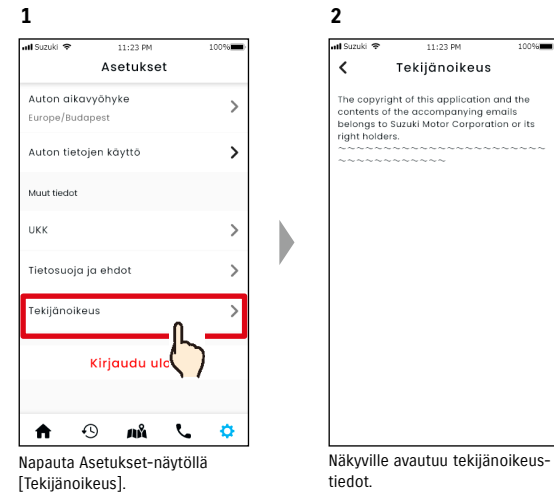 1
Suzuki 11:23 PM 100%
Asetukset
Auton aikavyöhyke
Europe/Budapest
Auton tietojen käyttö
Muut tiedot
UKK
Tietosuoja ja ehdot
Tekijänoikeus
Kirjaudu
Napauta Asetukset-näytöllä
[Tekijänoikeus].
2
Suzuki 11:23 PM 100%
Tekijänoikeus
The copyright of this application and the
contents of the accompanying emails
belongs to Suzuki Motor Corporation or its
right holders.
~~~~~~~~~~~~~~~~~~~~~~~
~~~~~~~~~~~~
Näkyville avautuu tekijänoikeus-
tiedot.